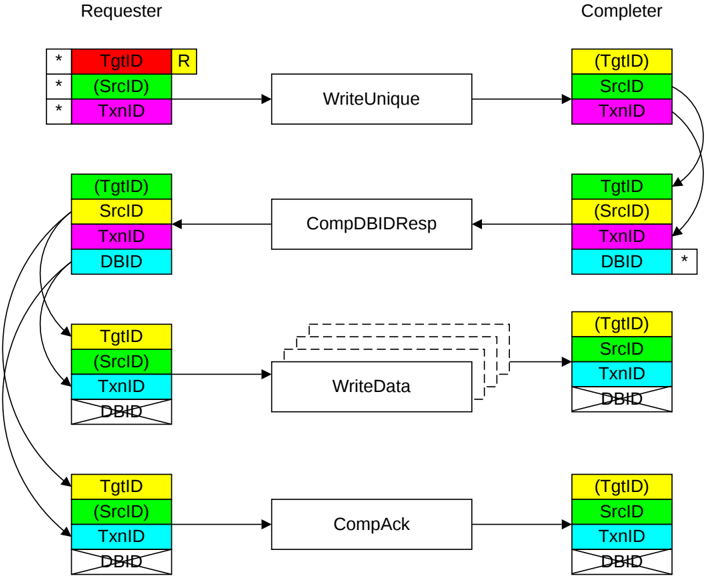 Requester Completer
* TgtID R (TgtID)
* (SrcID) SrcID
* TxnID WriteUnique TxnID
(TgtID) TgtID
SrcID (SrcID)
TxnID CompDBIDResp TxnID
DBID DBID *
TgtID (TgtID)
(SrcID) SrcID
TxnID WriteData TxnID
DBID DBID
TgtID (TgtID)
(SrcID) SrcID
TxnID CompAck TxnID
DBID DBID